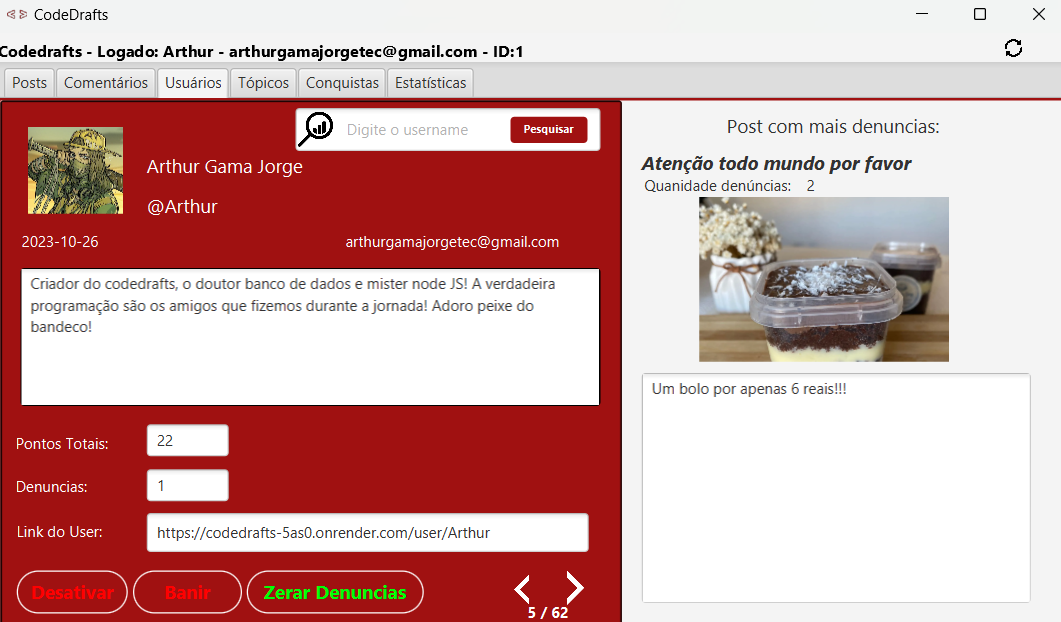 CodeDrafts
Codedrafts - Logado: Arthur - arthurgamajorgetec@gmail.com - ID:1
Posts
Comentários
Usuários
Tópicos
Conquistas
Estatísticas
Digite o username
Pesquisar
Arthur Gama Jorge
@Arthur
2023-10-26
arthurgamajorgetec@gmail.com
Criador do codedrafts, o doutor banco de dados e mister node JS! A verdadeira
programação são os amigos que fizemos durante a jornada! Adoro peixe do
bandeco!
Pontos Totais:
22
Denuncias:
1
Link do User:
https://codedrafts-5as0.onrender.com/user/Arthur
Desativar
Banir
Zerar Denuncias
5 / 62
Post com mais denuncias:
Atenção todo mundo por favor
Quanidade denúncias: 2
Um bolo por apenas 6 reais!!!